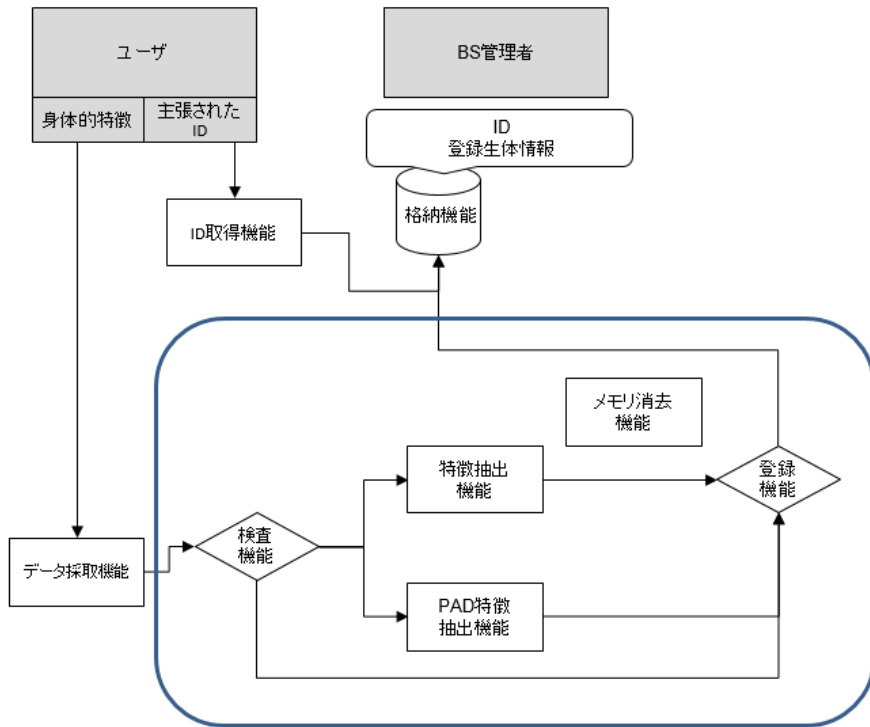 ユーザ
BS管理者
身体的特徴
主張された
ID
ID
登録生体情報
格納機能
ID取得機能
メモリ消去
機能
特徴抽出
機能
登録
機能
検査
機能
データ採取機能
PAD特徴
抽出機能